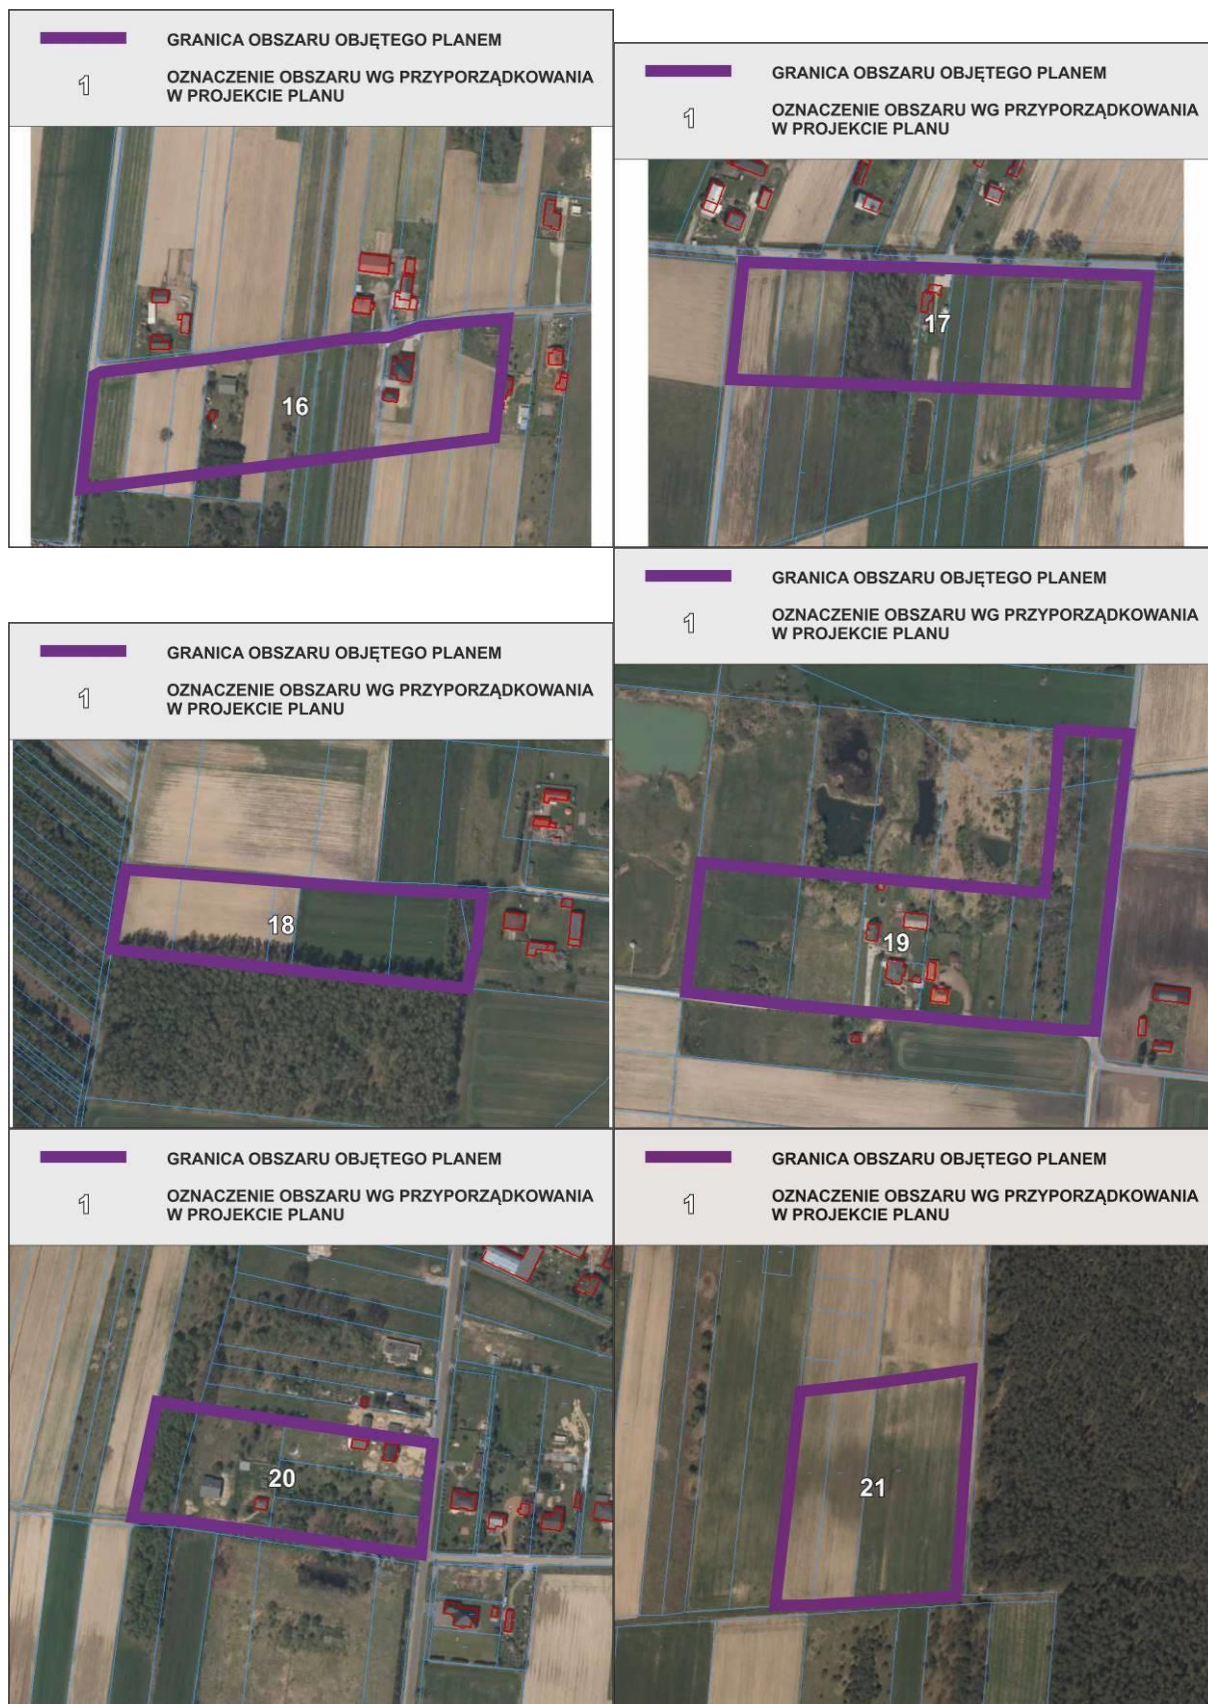 GRANICA OBSZARU OBJĘTEGO PLANEM
1
OZNACZENIE OBSZARU WG PRZYPORZĄDKOWANIA
W PROJEKCIE PLANU
16
GRANICA OBSZARU OBJĘTEGO PLANEM
1
OZNACZENIE OBSZARU WG PRZYPORZĄDKOWANIA
W PROJEKCIE PLANU
17
GRANICA OBSZARU OBJĘTEGO PLANEM
1
OZNACZENIE OBSZARU WG PRZYPORZĄDKOWANIA
W PROJEKCIE PLANU
18
GRANICA OBSZARU OBJĘTEGO PLANEM
1
OZNACZENIE OBSZARU WG PRZYPORZĄDKOWANIA
W PROJEKCIE PLANU
19
GRANICA OBSZARU OBJĘTEGO PLANEM
1
OZNACZENIE OBSZARU WG PRZYPORZĄDKOWANIA
W PROJEKCIE PLANU
20
GRANICA OBSZARU OBJĘTEGO PLANEM
1
OZNACZENIE OBSZARU WG PRZYPORZĄDKOWANIA
W PROJEKCIE PLANU
21